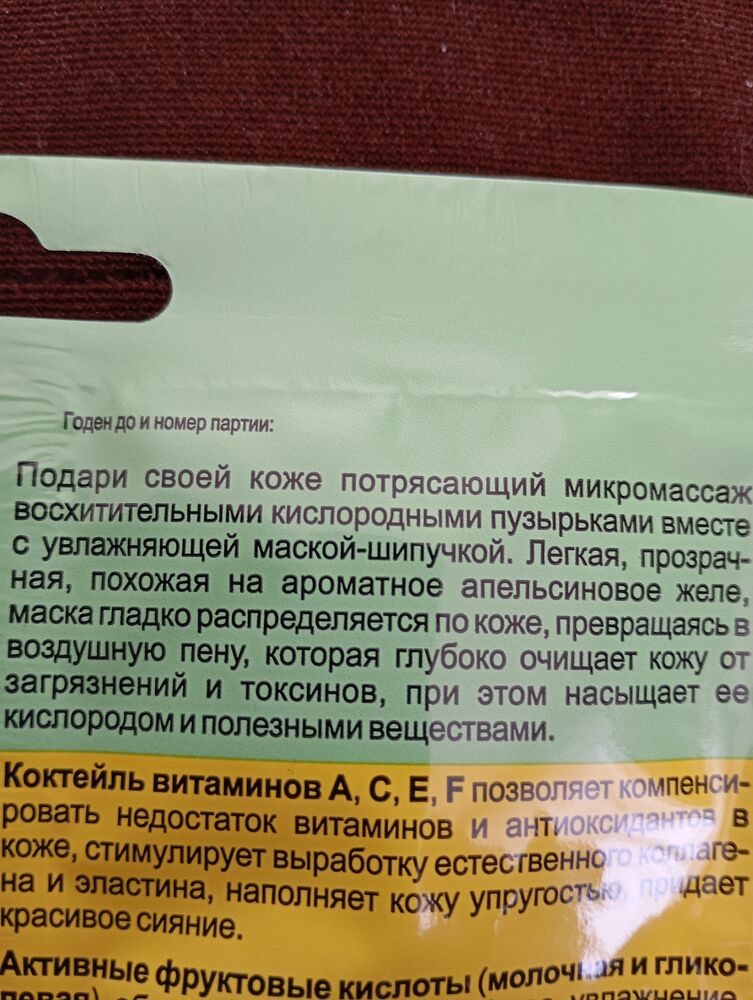 Годен до и номер партии:
Подари своей коже потрясающий микромассаж
восхитительными кислородными пузырьками вместе
с увлажняющей маской-шипучкой. Легкая, прозрач-
ная, похожая на ароматное апельсиновое желе,
маска гладко распределяется по коже, превращаясь в
воздушную пену, которая глубоко очищает кожу от
загрязнений и токсинов, при этом насыщает ее
кислородом и полезными веществами.
Коктейль витаминов А, С, Е, F позволяет компенси-
ровать недостаток витаминов и антиоксидантов в
коже, стимулирует выработку естественного коллаге-
на и эластина, наполняет кожу упругостью, придает
красивое сияние.
Активные фруктовые кислоты (молочная и глико-
левая) увлажнение,